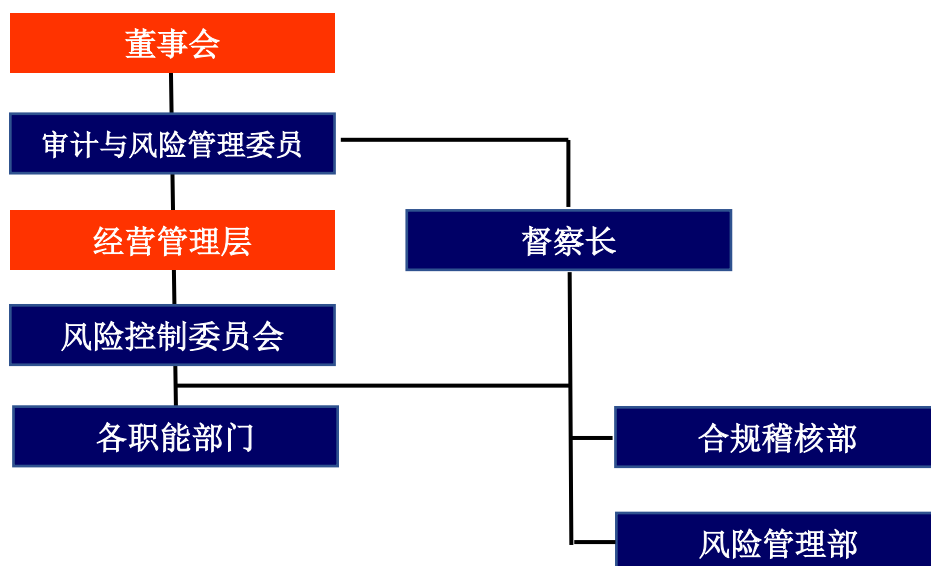 董事会
审计与风险管理委员
经营管理层
督察长
风险控制委员会
各职能部门
合规稽核部
风险管理部